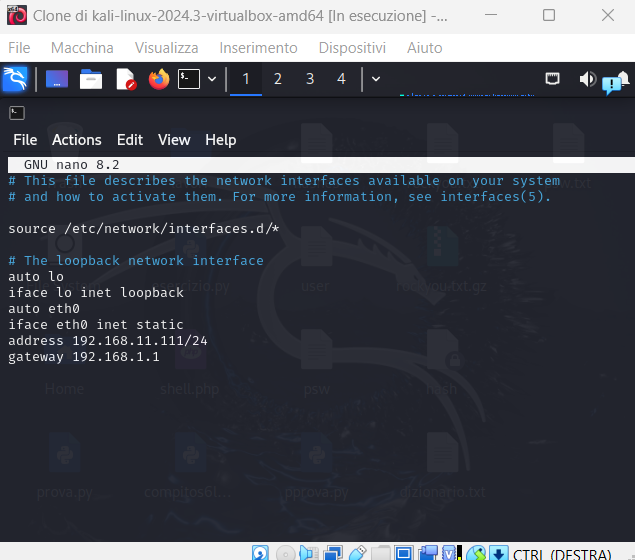 Clone di kali-linux-2024.3-virtualbox-amd64 [In esecuzione] -...
File Macchina Visualizza Inserimento Dispositivi Aiuto
1 2 3 4
File Actions Edit View Help
GNU nano 8.2
# This file describes the network interfaces available on your system
# and how to activate them. For more information, see interfaces(5).
source /etc/network/interfaces.d/*
# The loopback network interface
auto lo
iface lo inet loopback
auto eth0
iface eth0 inet static
address 192.168.11.111/24
gateway 192.168.1.1
Home shell.php psw hash
prova.py dizionario.txt
CTRL (DESTRA)